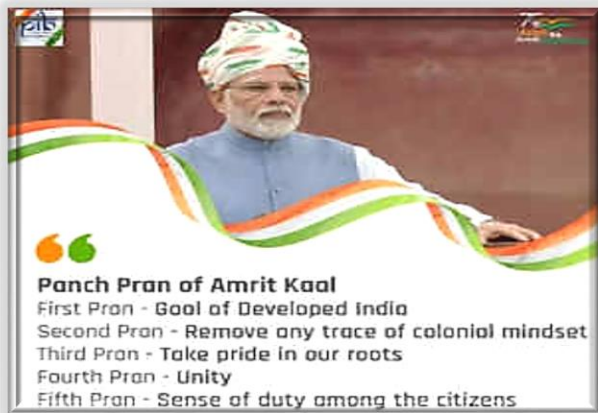 pib
Panch Pran of Amrit Kaal
First Pran - Goal of Developed India
Second Pran - Remove any trace of colonial mindset
Third Pran - Take pride in our roots
Fourth Pran - Unity
Fifth Pran - Sense of duty among the citizens